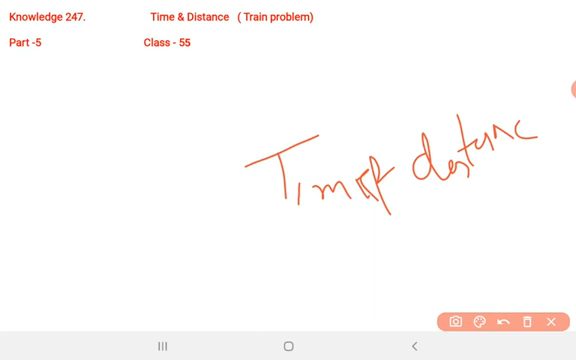 Knowledge 247. Time & Distance ( Train problem)
Part -5 Class - 55
Time & distance